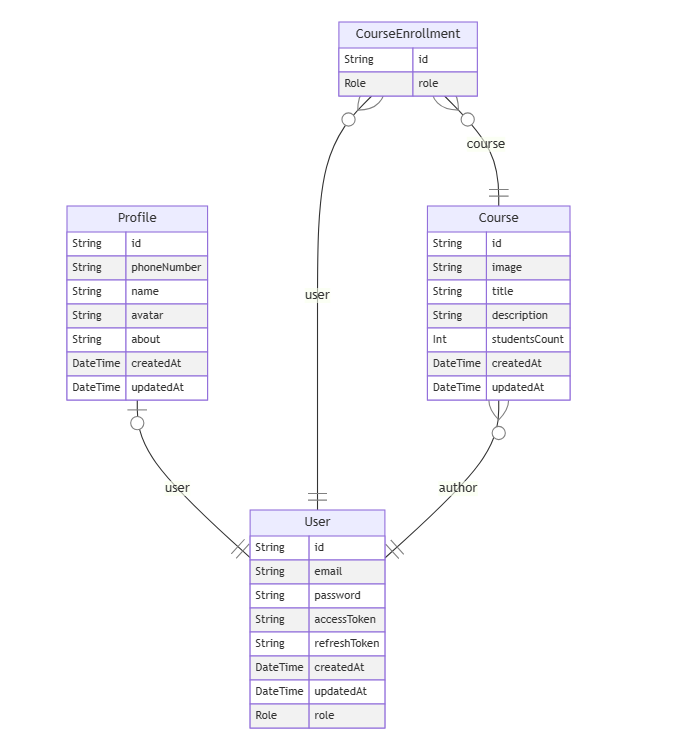 CourseEnrollment
String id
Role role
course
Profile
String id
String phoneNumber
String name
String avatar
String about
DateTime createdAt
DateTime updatedAt
Course
String id
String image
String title
String description
Int studentsCount
DateTime createdAt
DateTime updatedAt
user
user
author
User
String id
String email
String password
String accessToken
String refreshToken
DateTime createdAt
DateTime updatedAt
Role role